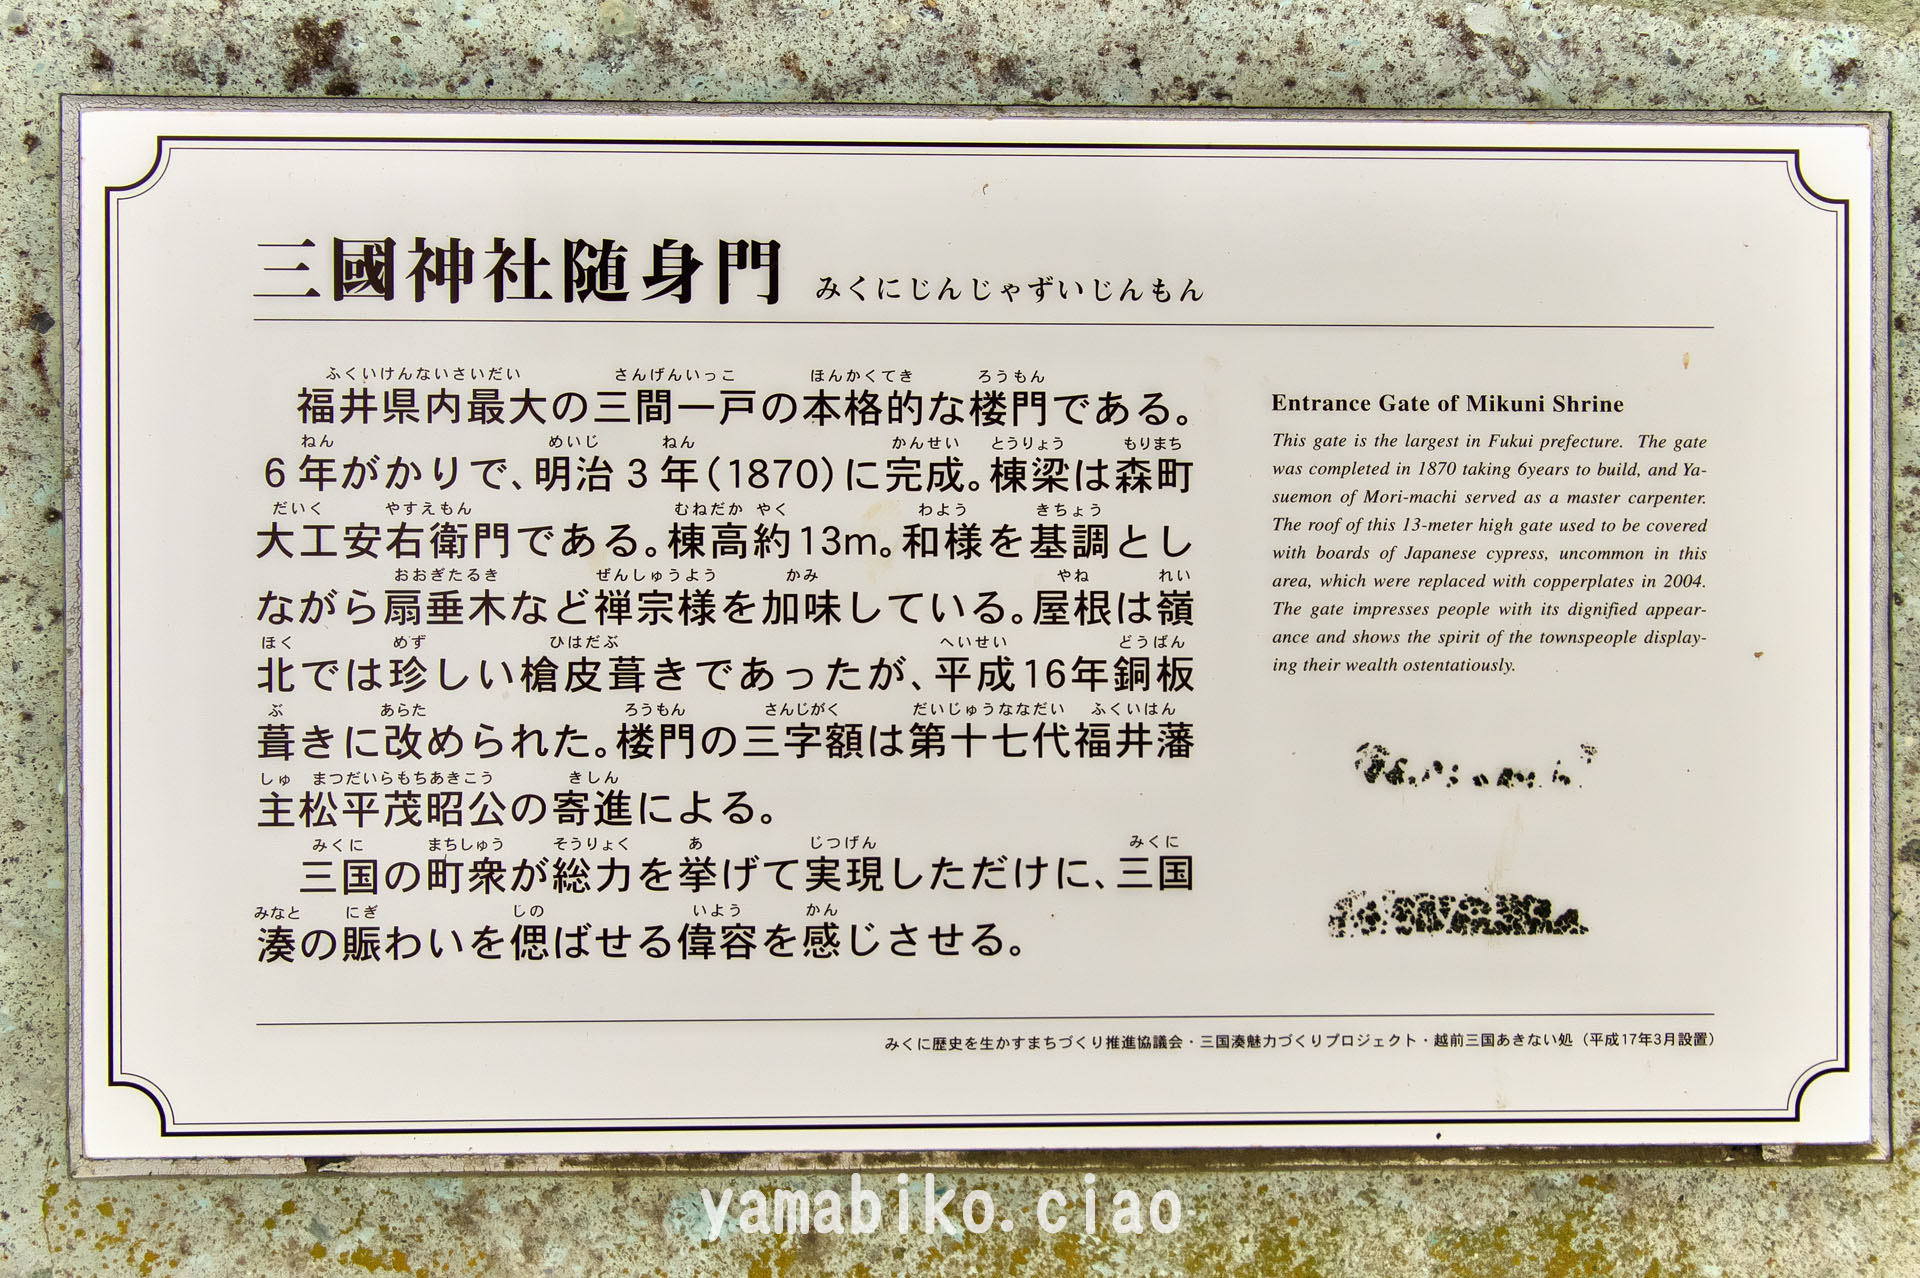 三國神社随身門 みくにじんじゃずいじんもん
ふくいけんないさいだい さんげんいっこ ほんかくてき ろうもん
福井県内最大の三間一戸の本格的な楼門である。
ねん めいじ ねん かんせい とうりょう もりまち
6年がかりで、明治3年(1870)に完成。棟梁は森町
だいく やすえもん むねだか やく わよう きちょう
大工安右衛門である。棟高約13m。和様を基調とし
おおぎたるき ぜんしゅうよう かみ やね れい
ながら扇垂木など禅宗様を加味している。屋根は嶺
ほく めず ひはだぶ へいせい どうばん
北では珍しい槍皮葺きであったが、平成16年銅板
ぶ あらた ろうもん さんじがく だいじゅうななだい ふくいはん
葺きに改められた。楼門の三字額は第十七代福井藩
しゅ まつだいらもちあきこう きしん
主松平茂昭公の寄進による。
みくに まちしゅう そうりょく あ じつげん みくに
三国の町衆が総力を挙げて実現しただけに、三国
みなと にぎ しの いよう かん
湊の賑わいを偲ばせる偉容を感じさせる。
Entrance Gate of Mikuni Shrine
This gate is the largest in Fukui prefecture. The gate
was completed in 1870 taking 6years to build, and Ya-
suemon of Mori-machi served as a master carpenter.
The roof of this 13-meter high gate used to be covered
with boards of Japanese cypress, uncommon in this
area, which were replaced with copperplates in 2004.
The gate impresses people with its dignified appear-
ance and shows the spirit of the townspeople display-
ing their wealth ostentatiously.
みくに歴史を生かすまちづくり推進協議会・三国湊魅力づくりプロジェクト・越前三国あきない処（平成17年3月設置）
yamabiko.ciao